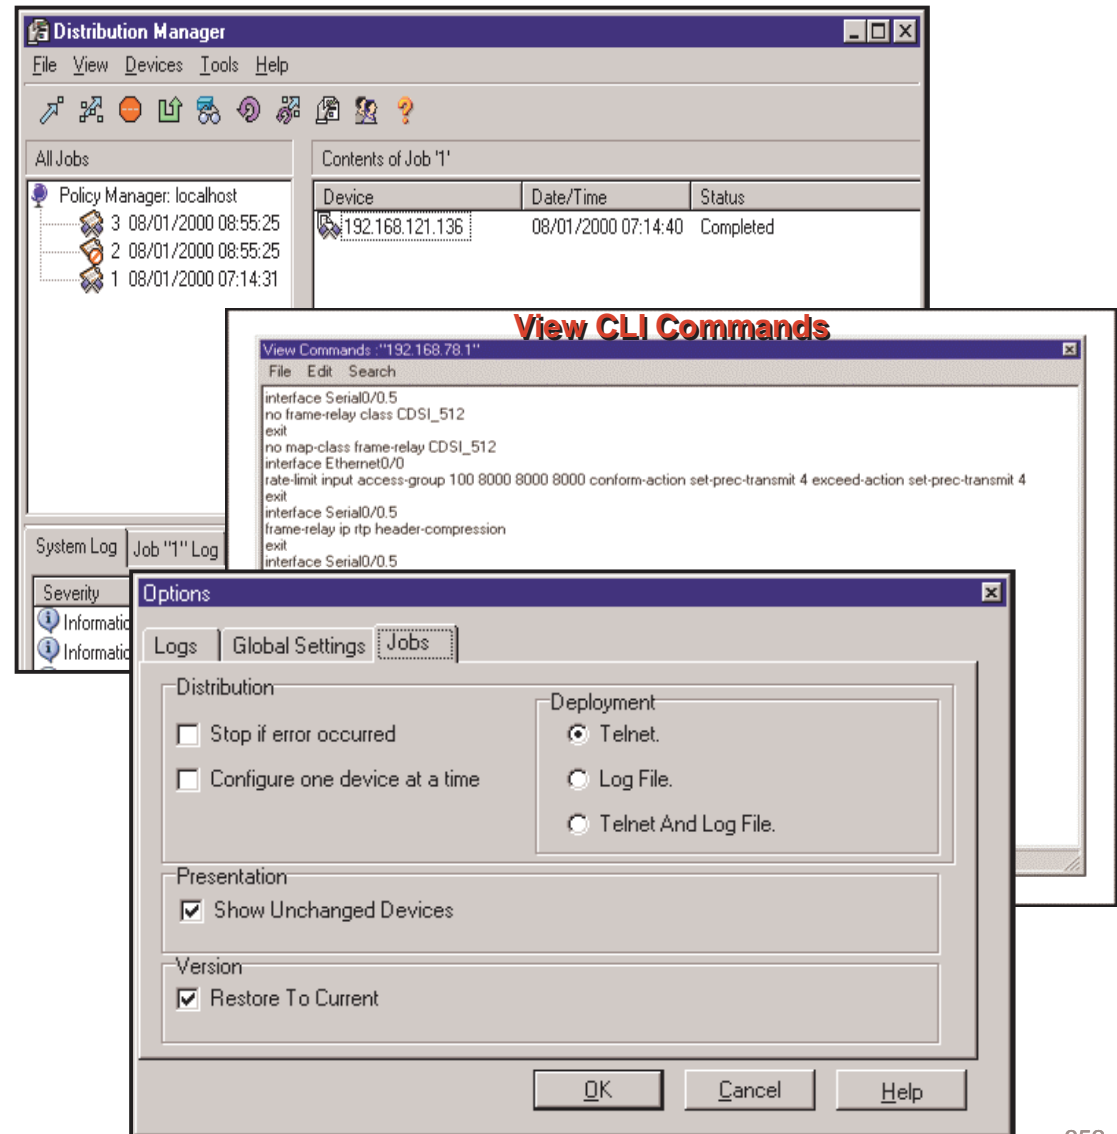 Distribution Manager
File View Devices Tools Help
All Jobs
Contents of Job '1'
Policy Manager: localhost
3 08/01/2000 08:55:25
2 08/01/2000 08:55:25
1 08/01/2000 07:14:31
Device Date/Time Status
192.168.121.136 08/01/2000 07:14:40 Completed
System Log Job "1" Log
Severity
Informatio
Informatio
View CLI Commands
View Commands :"192.168.78.1"
File Edit Search
interface Serial0/0.5
no frame-relay class CDSI_512
exit
no map-class frame-relay CDSI_512
interface Ethernet0/0
rate-limit input access-group 100 8000 8000 8000 conform-action set-prec-transmit 4 exceed-action set-prec-transmit 4
exit
interface Serial0/0.5
frame-relay ip rtp header-compression
exit
interface Serial0/0.5
Options
Logs Global Settings Jobs
Distribution
Stop if error occurred
Configure one device at a time
Deployment
Telnet.
Log File.
Telnet And Log File.
Presentation
Show Unchanged Devices
Version
Restore To Current
OK Cancel Help